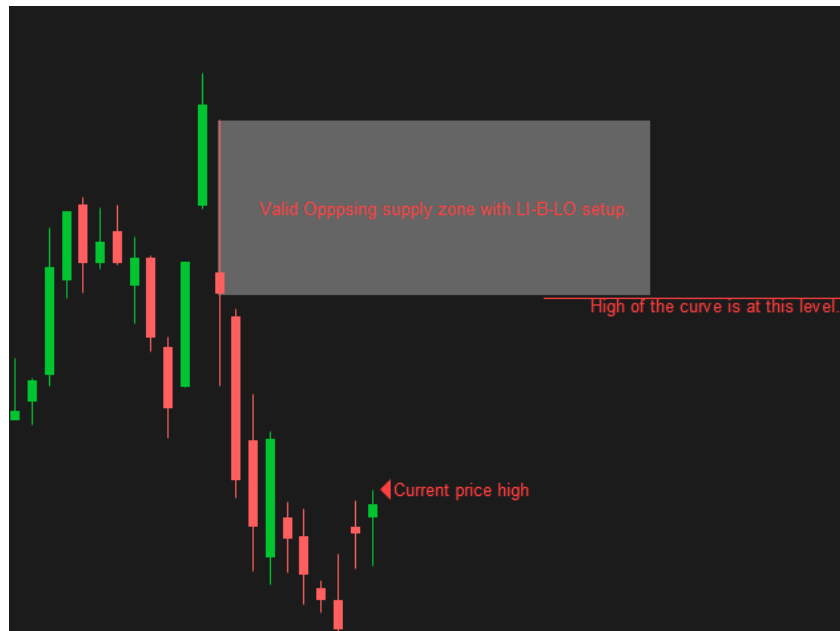 Valid Opppsing supply zone with LI-B-LO setup.
High of the curve is at this level.
Current price high